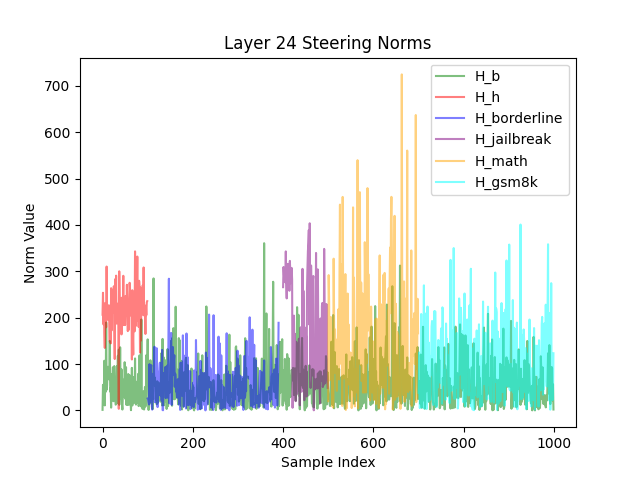 Layer 24 Steering Norms
Norm Value
700
600
500
400
300
200
100
0
H_b
H_h
H_borderline
H_jailbreak
H_math
H_gsm8k
0
200
400
600
800
1000
Sample Index